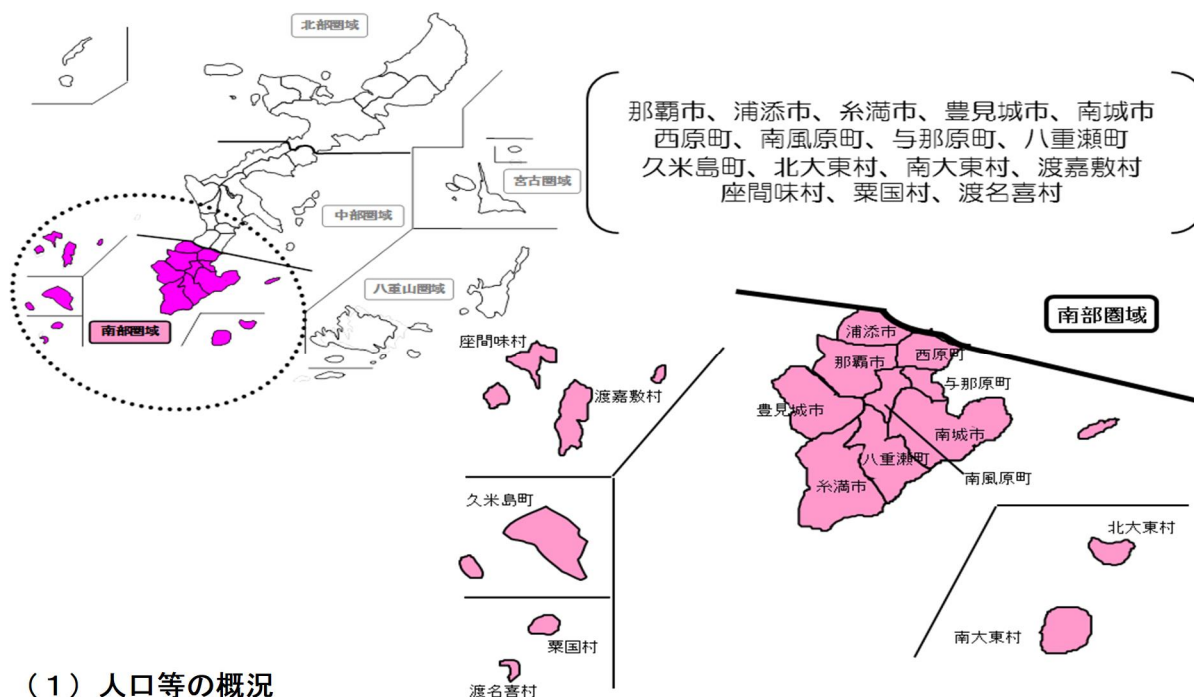 北部圏域
那覇市、浦添市、糸満市、豊見城市、南城市
西原町、南風原町、与那原町、八重瀬町
久米島町、北大東村、南大東村、渡嘉敷村
座間味村、粟国村、渡名喜村
宮古圏域
中部圏域
八重山圏域
南部圏域
南部圏域
座間味村
渡嘉敷村
浦添市
西原町
那覇市
与那原町
豊見城市
南城市
八重瀬町
南風原町
糸満市
久米島町
北大東村
南大東村
粟国村
渡名喜村
（１）人口等の概況